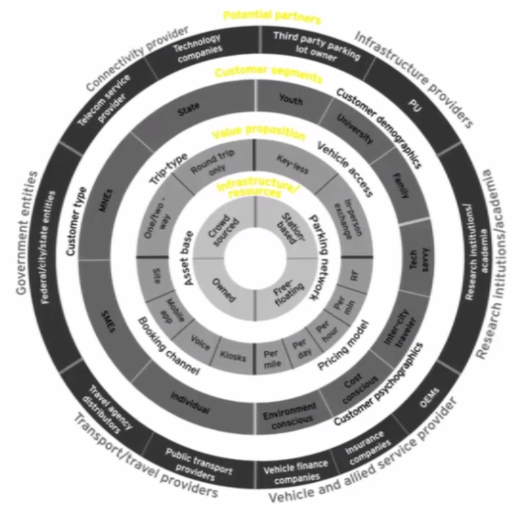 Potential partners
Connectivity provider
Technology
companies
Third party parking
lot owner
Infrastructure providers
Telecom service
provider
PU
Customer segments
State
Youth
Customer demographics
University
Value proposition
Trip-type
Round trip
only
Key-less
Vehicle access
Family
Infrastructure/
resources
MNEs
Customer type
One/two -
way
Crowd
sourced
Station-
based
In-person
exchange
Government entities
Federal/city/state entities
Asset base
Parking network
Tech
savvy
Research institutions/
academia
Research intitutions/academia
Owned
Free-
floating
Site
RF
Mobile
app
Per
min
Voice
Kiosks
Per
mile
Per
day
Per
hour
Inter-city
traveler
SMEs
Booking channel
Pricing model
Customer psychographics
Cost
conscious
Individual
Environment
conscious
OEMs
Travel agency
distributors
Public transport
providers
Vehicle finance
companies
Insurance
companies
Transport/travel providers
Vehicle and allied service provider